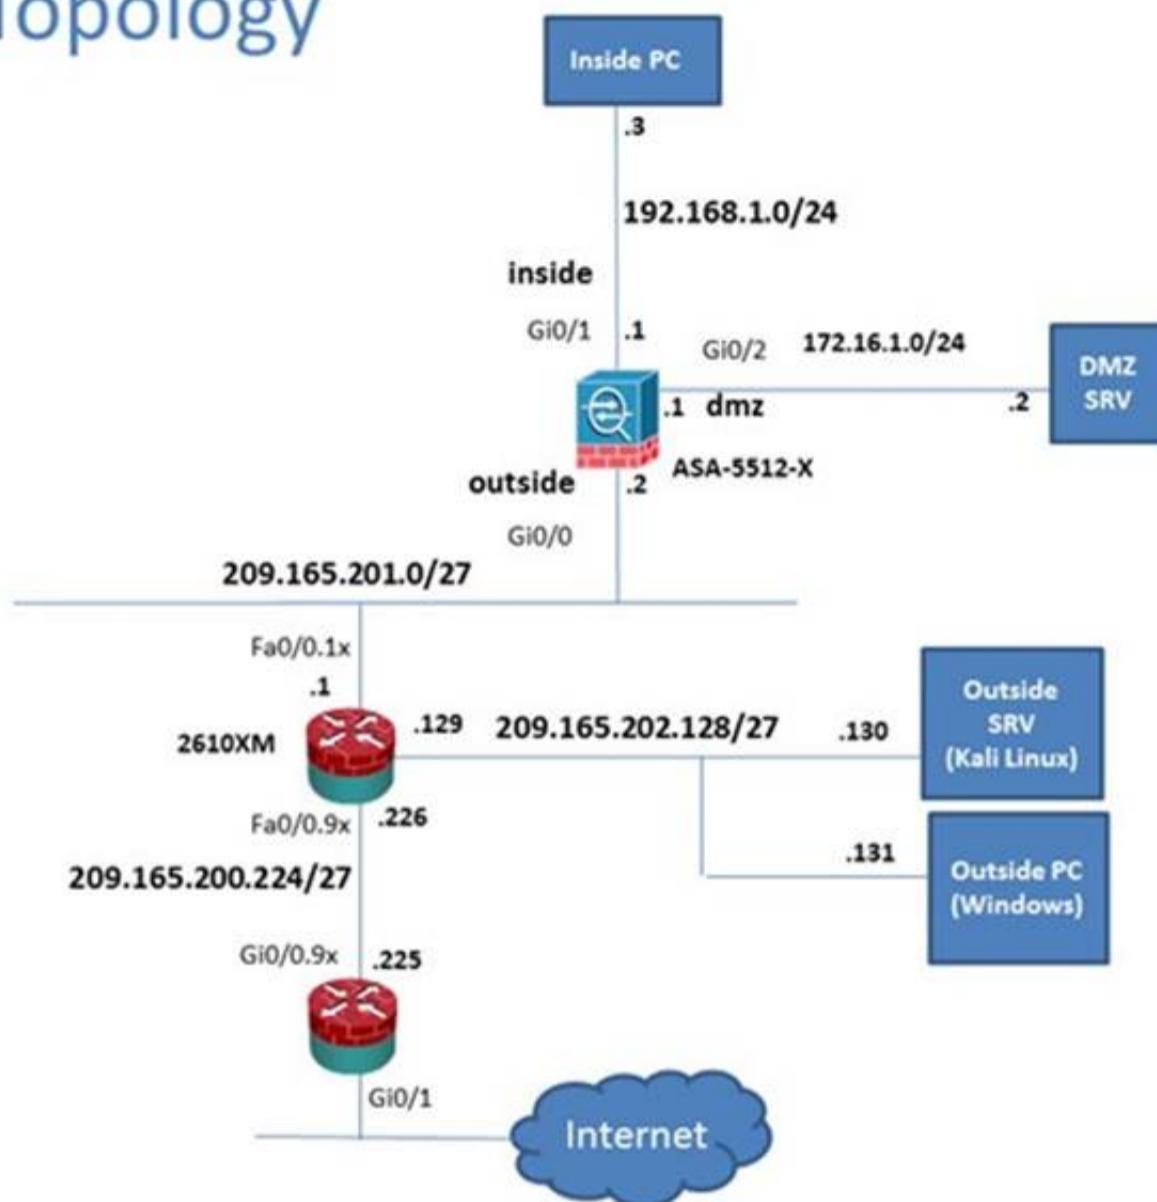 Topology
Inside PC
.3
192.168.1.0/24
inside
Gi0/1
.1
Gi0/2
172.16.1.0/24
DMZ
SRV
.1
dmz
.2
ASA-5512-X
outside
.2
Gi0/0
209.165.201.0/27
Fa0/0.1x
.1
2610XM
.129
209.165.202.128/27
.130
Outside
SRV
(Kali Linux)
Fa0/0.9x
.226
.131
Outside PC
(Windows)
209.165.200.224/27
Gi0/0.9x
.225
Gi0/1
Internet